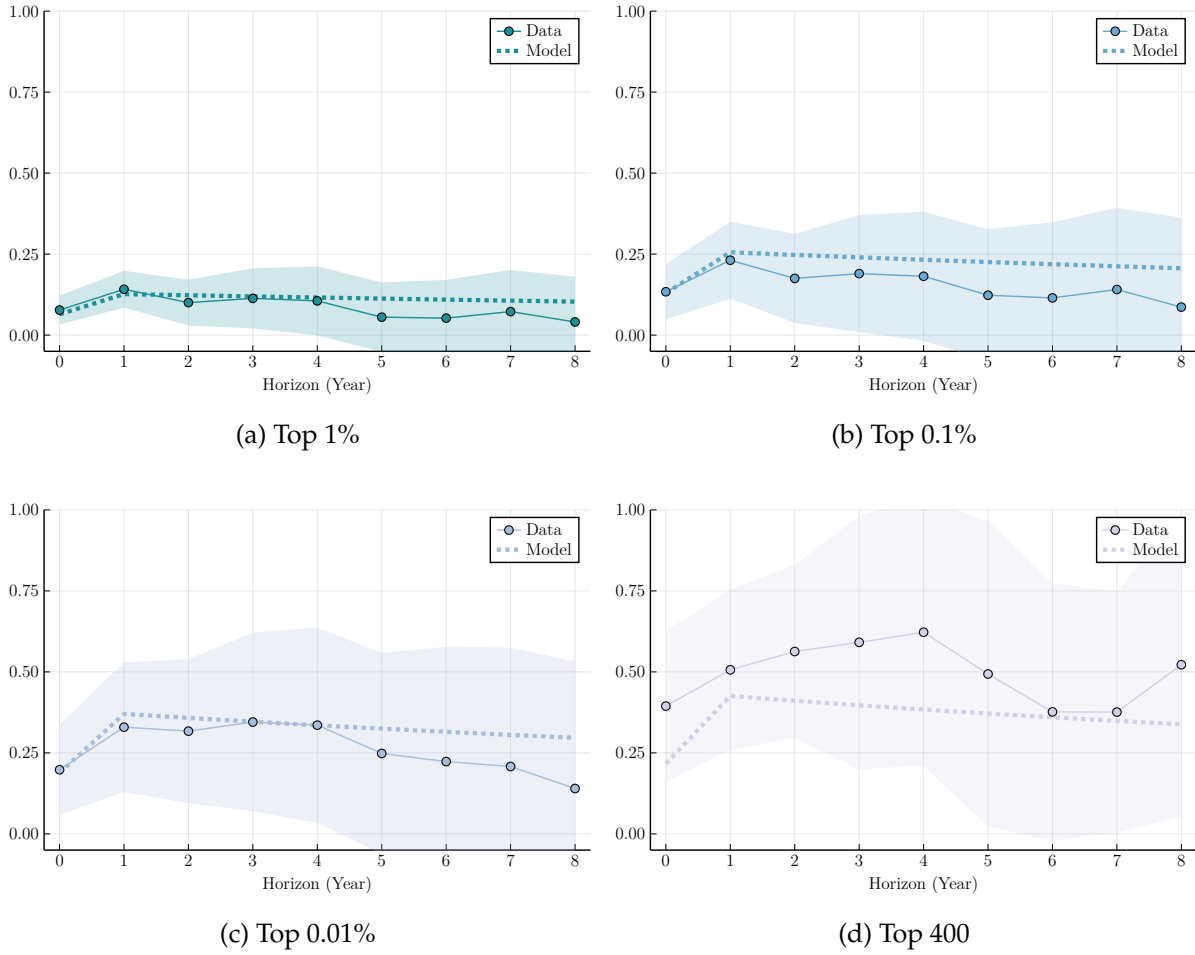 1.00
0.75
0.50
0.25
0.00
Data
Model
0 1 2 3 4 5 6 7 8
Horizon (Year)
(a) Top 1%
1.00
0.75
0.50
0.25
0.00
Data
Model
0 1 2 3 4 5 6 7 8
Horizon (Year)
(b) Top 0.1%
1.00
0.75
0.50
0.25
0.00
Data
Model
0 1 2 3 4 5 6 7 8
Horizon (Year)
(c) Top 0.01%
1.00
0.75
0.50
0.25
0.00
Data
Model
0 1 2 3 4 5 6 7 8
Horizon (Year)
(d) Top 400